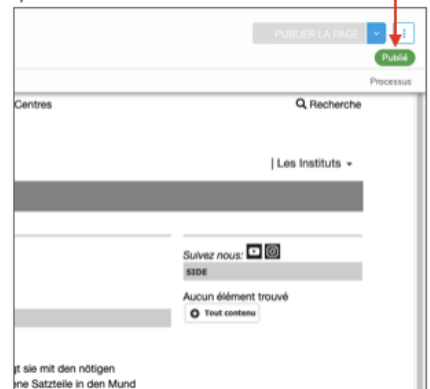 PUBLIER LA PAGE
Publié
Processus
Centres
Recherche
| Les Instituts
Suivez nous:
SIDE
Aucun élément trouvé
Tout contenu
gt sie mit den nötigen
ene Satzteile in den Mund